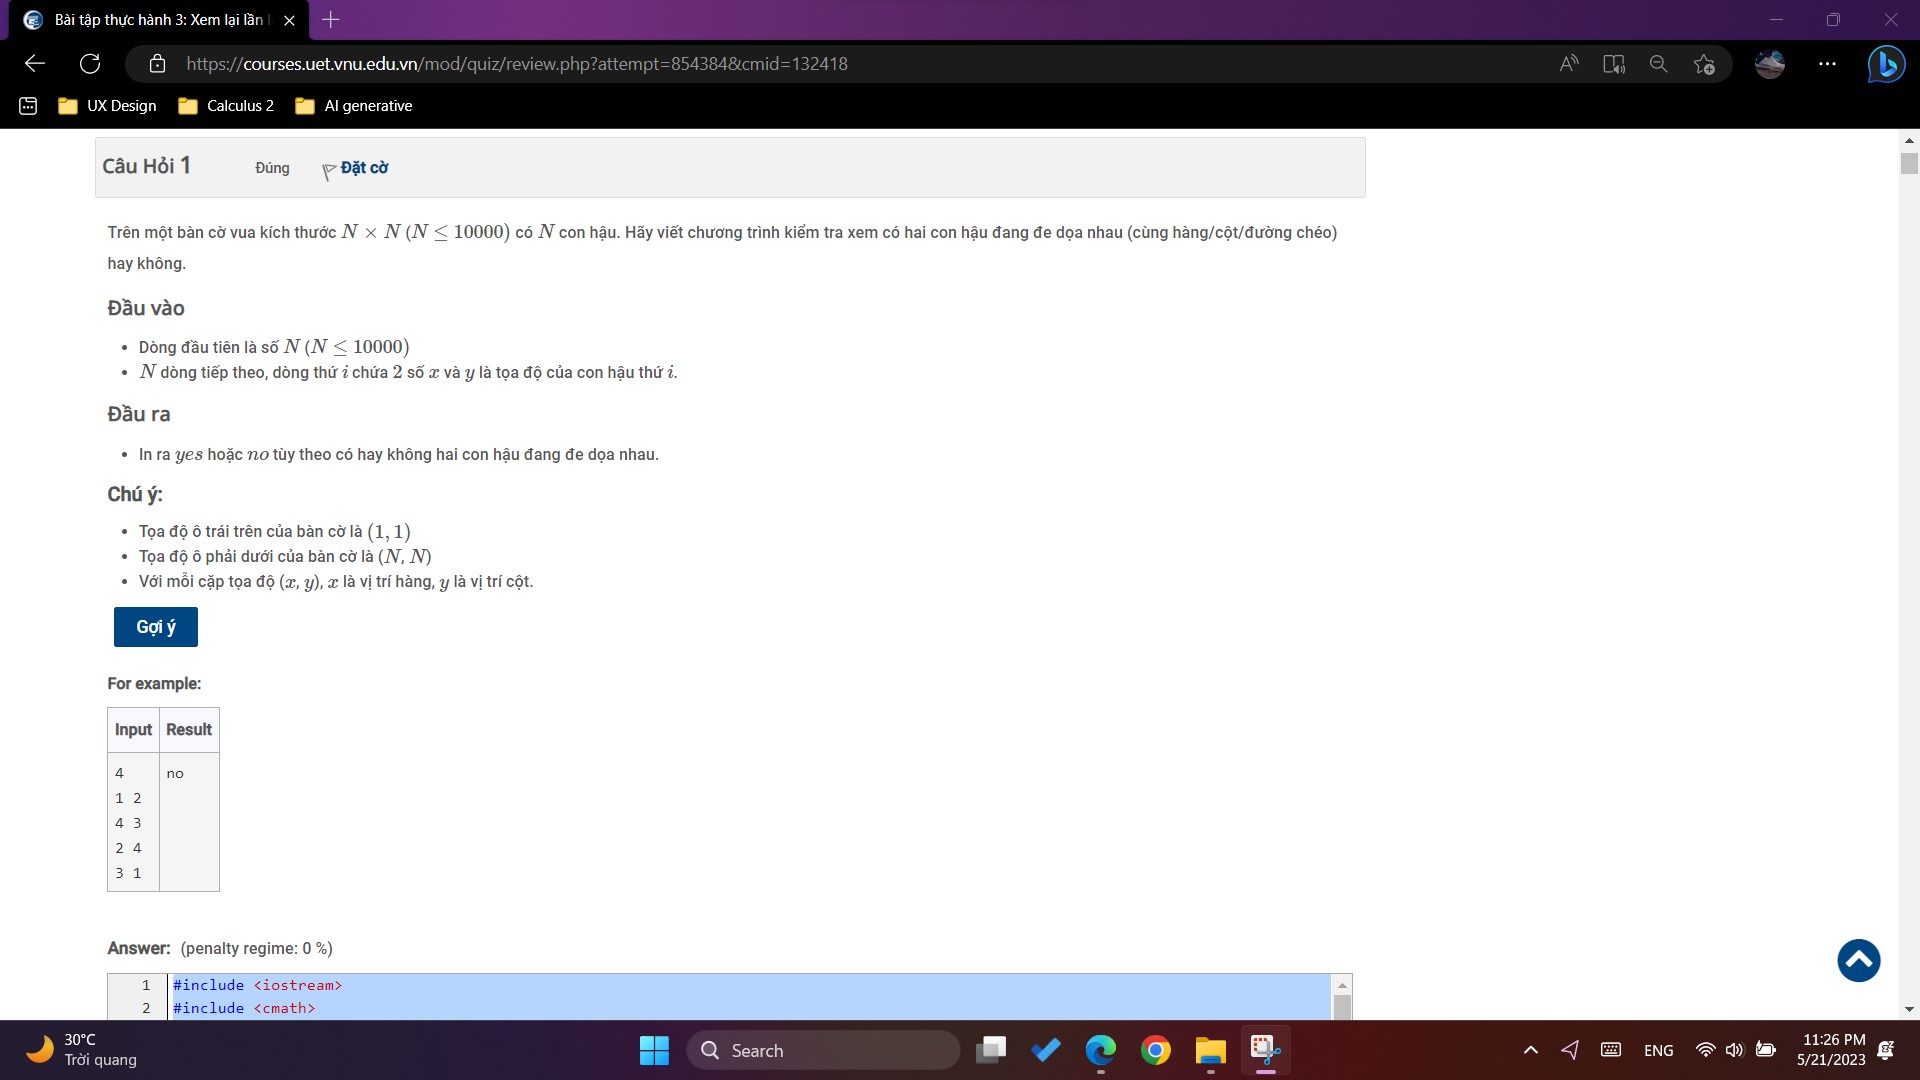 Bài tập thực hành 3: Xem lại lần l
https://courses.uet.vnu.edu.vn/mod/quiz/review.php?attempt=854384&cmid=132418
UX Design
Calculus 2
AI generative
Câu Hỏi 1
Đúng
Đặt cờ
Trên một bàn cờ vua kích thước N × N (N ≤ 10000) có N con hậu. Hãy viết chương trình kiểm tra xem có hai con hậu đang đe dọa nhau (cùng hàng/cột/đường chéo)
hay không.
Đầu vào
• Dòng đầu tiên là số N (N ≤ 10000)
• N dòng tiếp theo, dòng thứ i chứa 2 số x và y là tọa độ của con hậu thứ i.
Đầu ra
• In ra yes hoặc no tùy theo có hay không hai con hậu đang đe dọa nhau.
Chú ý:
• Tọa độ ô trái trên của bàn cờ là (1, 1)
• Tọa độ ô phải dưới của bàn cờ là (N, N)
• Với mỗi cặp tọa độ (x, y), x là vị trí hàng, y là vị trí cột.
Gợi ý
For example:
Input Result
4 no
1 2
4 3
2 4
3 1
Answer: (penalty regime: 0 %)
1 #include <iostream>
2 #include <cmath>
30°C
Trời quang
Search
ENG
11:26 PM
5/21/2023